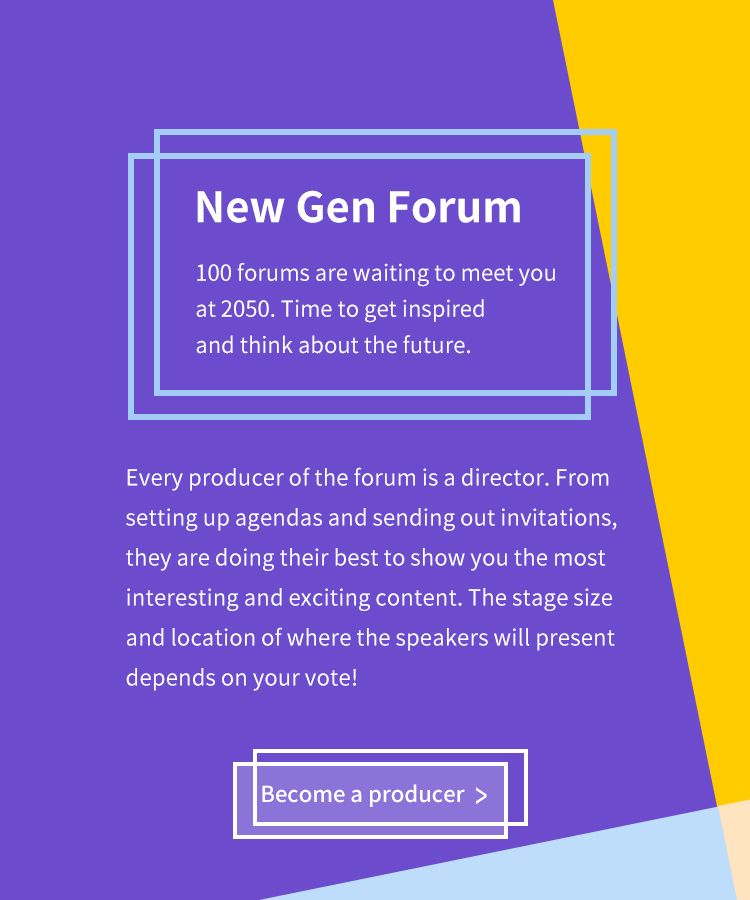 New Gen Forum
100 forums are waiting to meet you
at 2050. Time to get inspired
and think about the future.
Every producer of the forum is a director. From
setting up agendas and sending out invitations,
they are doing their best to show you the most
interesting and exciting content. The stage size
and location of where the speakers will present
depends on your vote!
Become a producer >